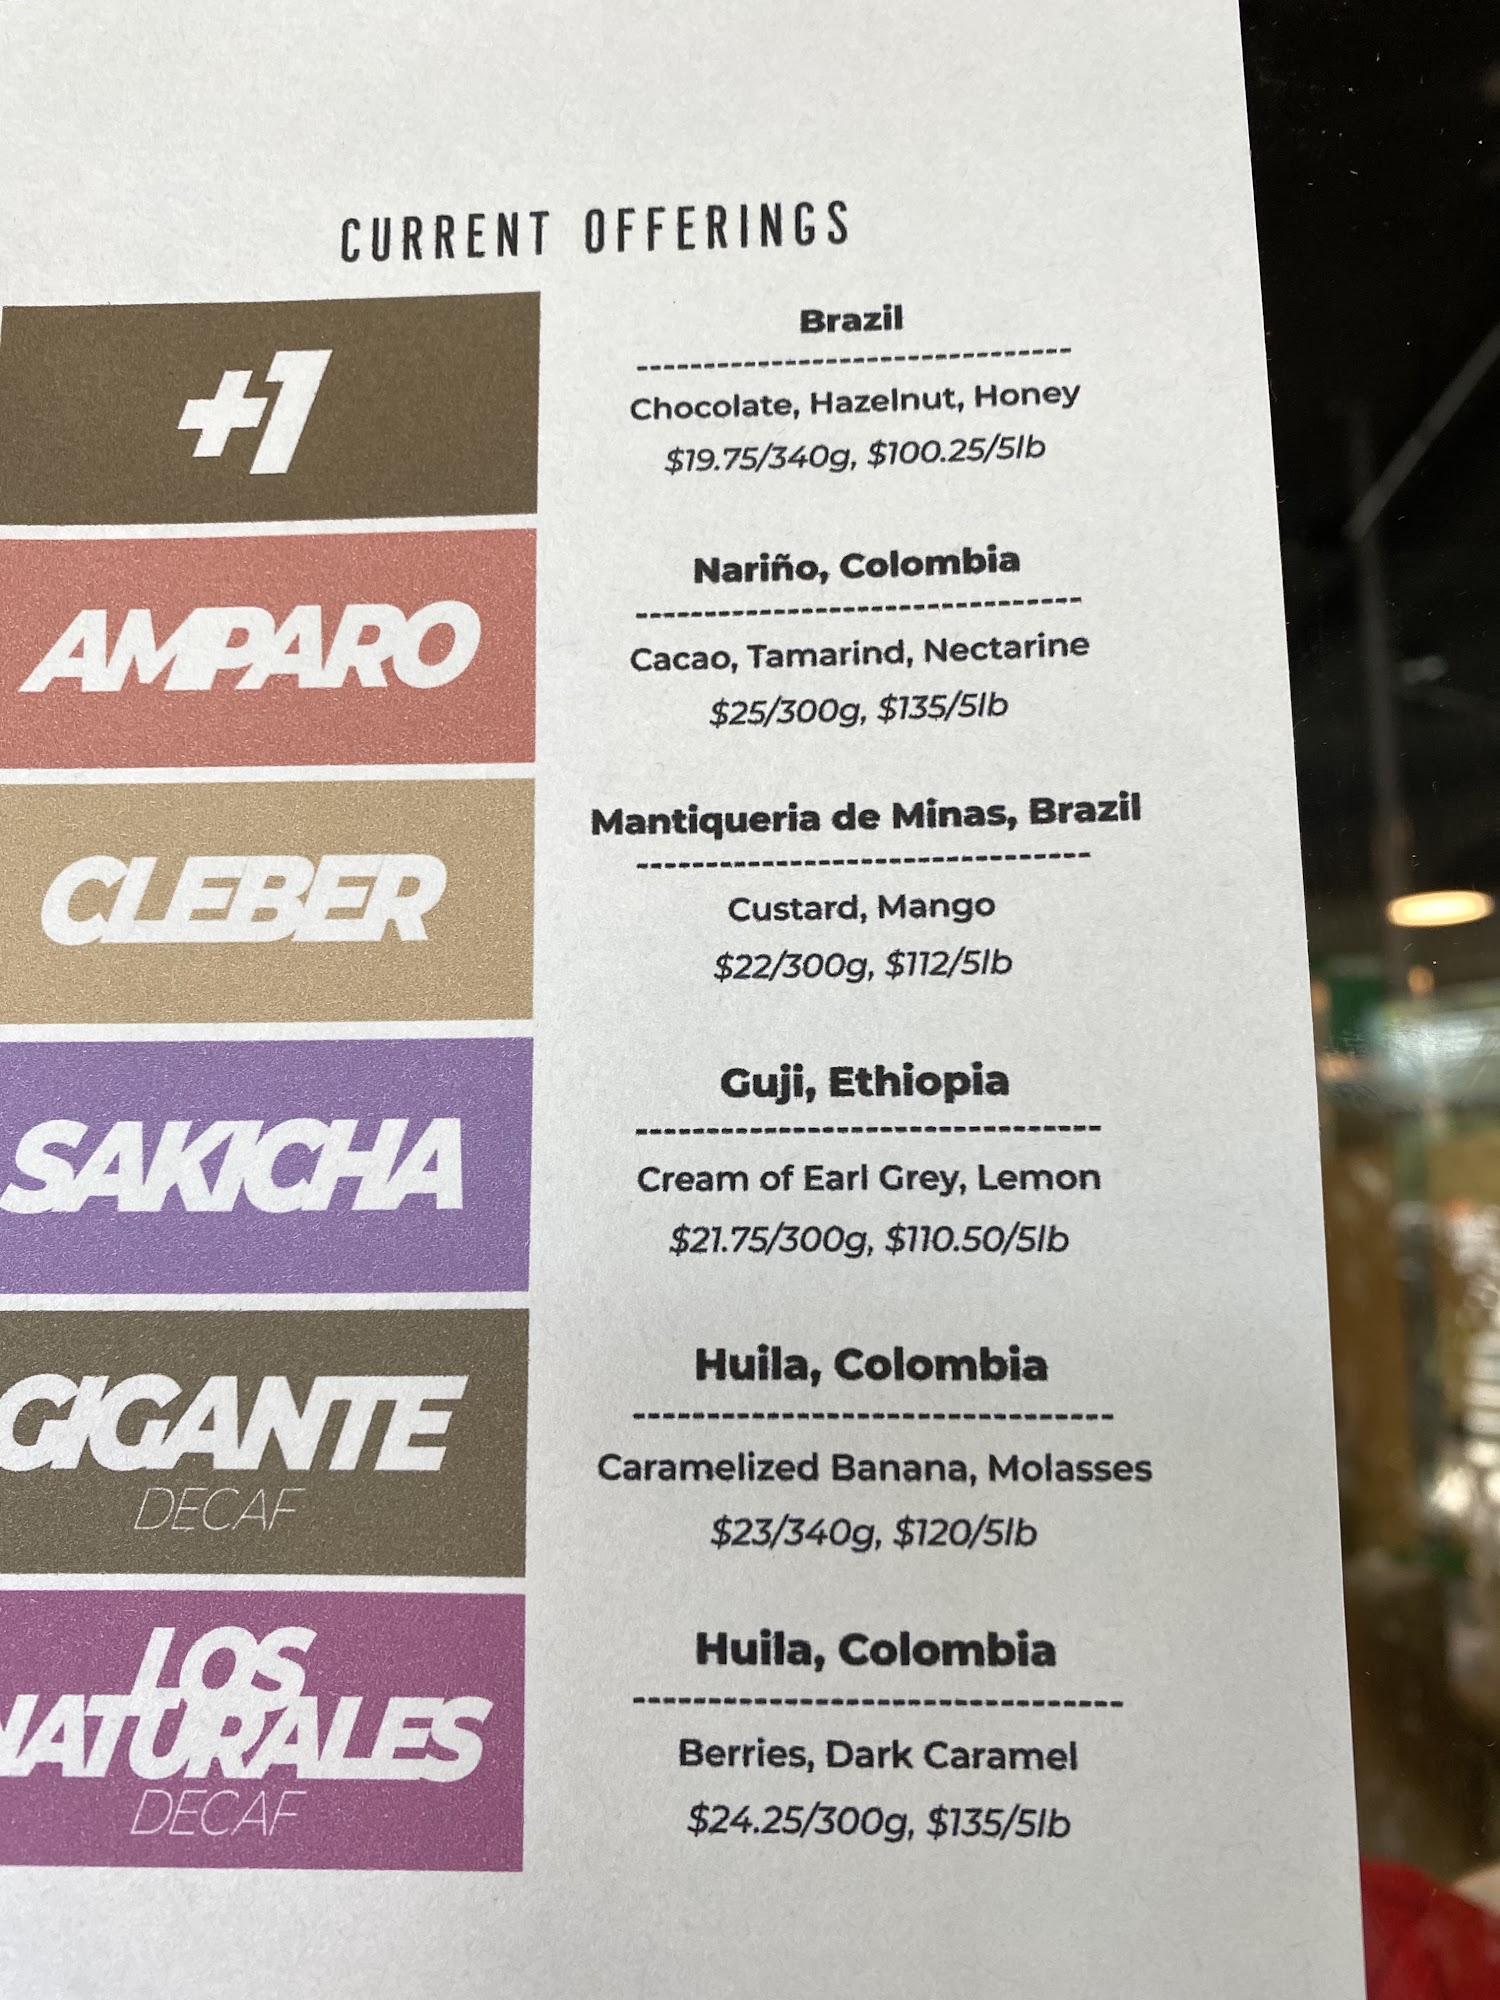 CURRENT OFFERINGS
+1
Brazil
Chocolate, Hazelnut, Honey
$19.75/340g, $100.25/5lb
AMPARO
Nariño, Colombia
Cacao, Tamarind, Nectarine
$25/300g, $135/5lb
CLEBER
Mantiqueria de Minas, Brazil
Custard, Mango
$22/300g, $112/5lb
SAKICHA
Guji, Ethiopia
Cream of Earl Grey, Lemon
$21.75/300g, $110.50/5lb
GIGANTE
DECAF
Huila, Colombia
Caramelized Banana, Molasses
$23/340g, $120/5lb
LOS
NATURALES
DECAF
Huila, Colombia
Berries, Dark Caramel
$24.25/300g, $135/5lb